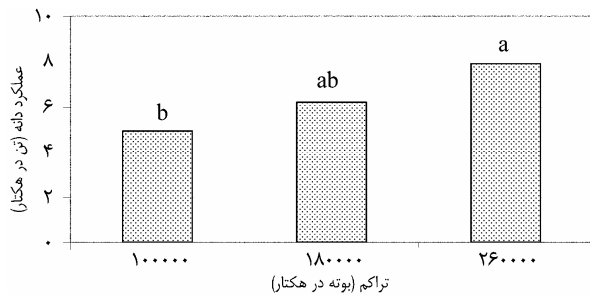 عملکرد دانه (تن در هکتار)
۱۰
۸
۶
۴
۲
۰
b
ab
a
۱۰۰۰۰۰
۱۸۰۰۰۰
۲۶۰۰۰۰
تراکم (بوته در هکتار)